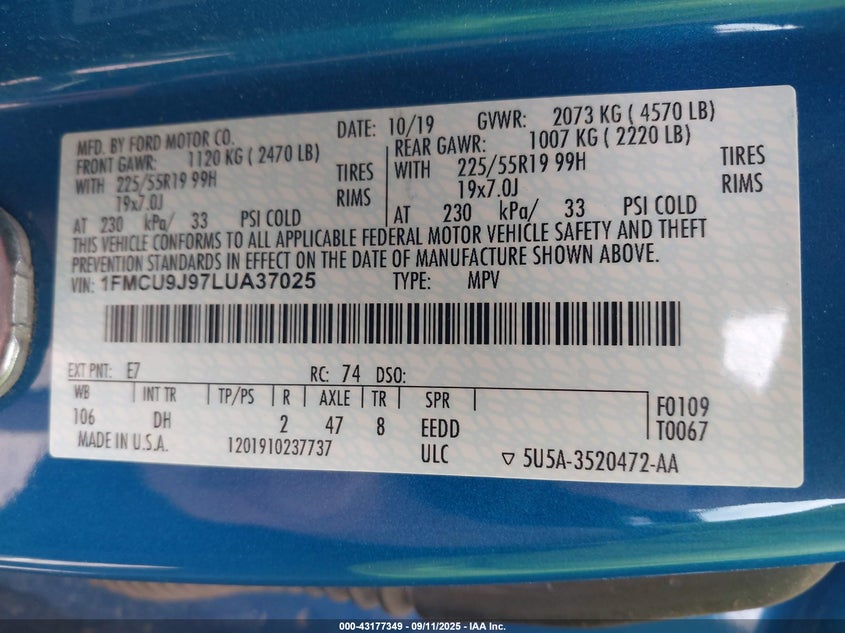 MFD. BY FORD MOTOR CO. DATE: 10/19 GVWR: 2073 KG ( 4570 LB)
FRONT GAWR: 1120 KG ( 2470 LB) REAR GAWR: 1007 KG ( 2220 LB)
WITH 225/55R19 99H TIRES WITH 225/55R19 99H TIRES
19x7.0J RIMS 19x7.0J RIMS
AT 230 kPa/ 33 PSI COLD AT 230 kPa/ 33 PSI COLD
THIS VEHICLE CONFORMS TO ALL APPLICABLE FEDERAL MOTOR VEHICLE SAFETY AND THEFT
PREVENTION STANDARDS IN EFFECT ON THE DATE OF MANUFACTURE SHOWN ABOVE.
VIN: 1FMCU9J97LUA37025 TYPE: MPV
EXT PNT: E7 RC: 74 DSO:
WB INT TR TP/PS R AXLE TR SPR
106 DH 2 47 8 EEDD
F0109
T0067
MADE IN U.S.A. 1201910237737 ULC ▽ 5U5A-3520472-AA
000-43177349 | 09/11/2025 - IAA Inc.